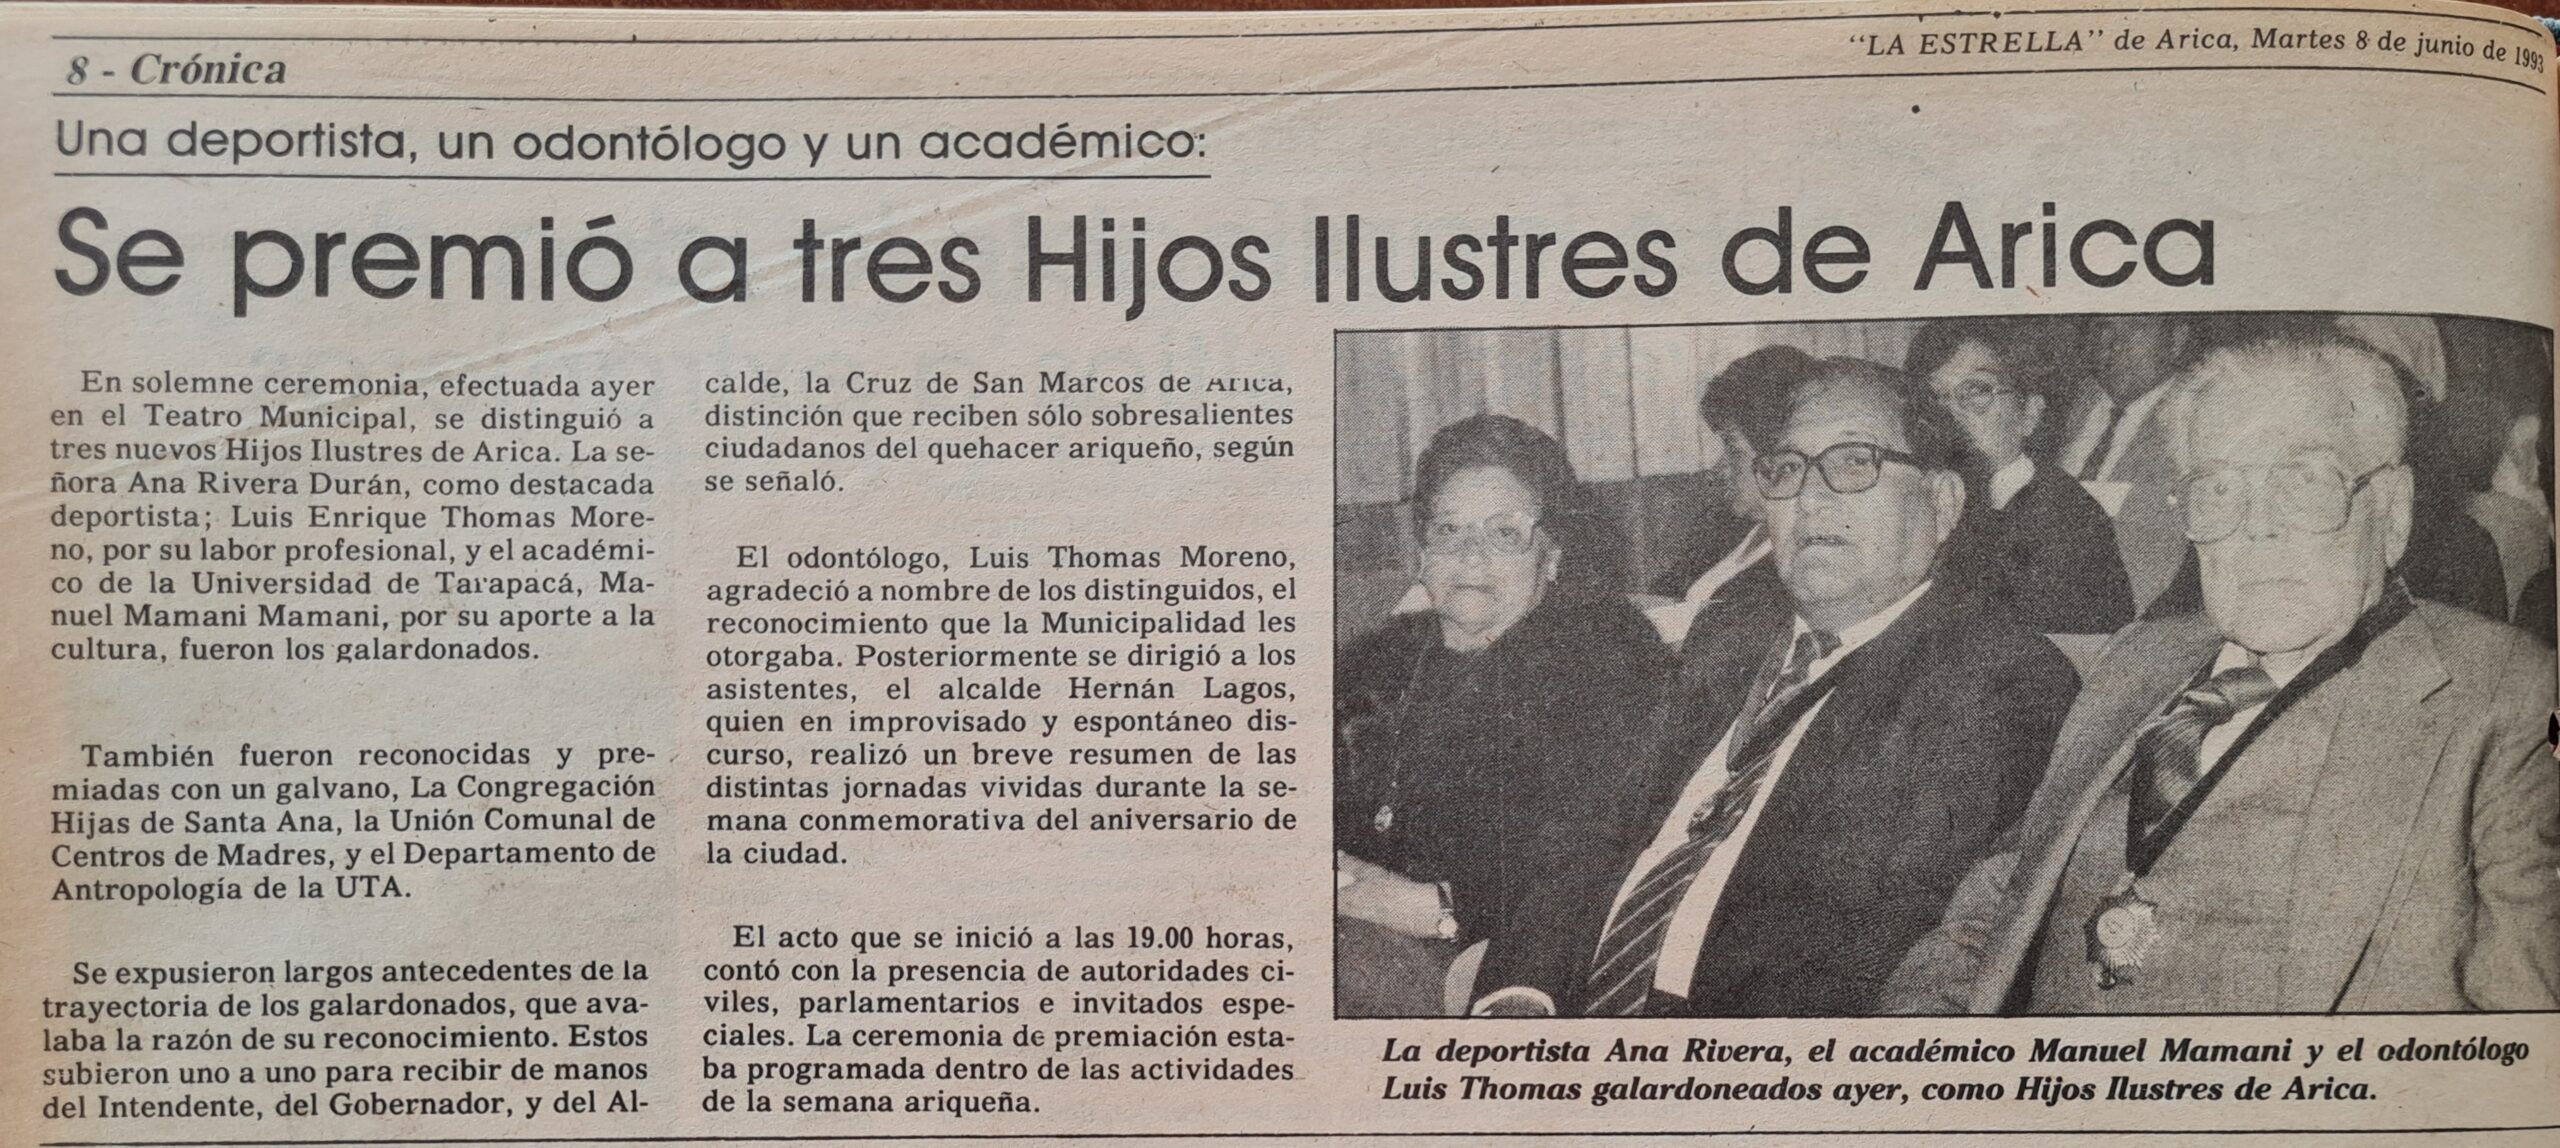 8 - Crónica
"LA ESTRELLA" de Arica, Martes 8 de junio de 1993
Una deportista, un odontólogo y un académico:
Se premió a tres Hijos Ilustres de Arica
En solemne ceremonia, efectuada ayer
en el Teatro Municipal, se distinguió a
tres nuevos Hijos Ilustres de Arica. La se-
ñora Ana Rivera Durán, como destacada
deportista; Luis Enrique Thomas More-
no, por su labor profesional, y el académi-
co de la Universidad de Tarapacá, Ma-
nuel Mamani Mamani, por su aporte a la
cultura, fueron los galardonados.
También fueron reconocidas y pre-
miadas con un galvano, La Congregación
Hijas de Santa Ana, la Unión Comunal de
Centros de Madres, y el Departamento de
Antropología de la UTA.
Se expusieron largos antecedentes de la
trayectoria de los galardonados, que ava-
laba la razón de su reconocimiento. Estos
subieron uno a uno para recibir de manos
del Intendente, del Gobernador, y del Al-
calde, la Cruz de San Marcos de Arica,
distinción que reciben sólo sobresalientes
ciudadanos del quehacer ariqueño, según
se señaló.
El odontólogo, Luis Thomas Moreno,
agradeció a nombre de los distinguidos, el
reconocimiento que la Municipalidad les
otorgaba. Posteriormente se dirigió a los
asistentes, el alcalde Hernán Lagos,
quien en improvisado y espontáneo dis-
curso, realizó un breve resumen de las
distintas jornadas vividas durante la se-
mana conmemorativa del aniversario de
la ciudad.
El acto que se inició a las 19.00 horas,
contó con la presencia de autoridades ci-
viles, parlamentarios e invitados espe-
ciales. La ceremonia de premiación esta-
ba programada dentro de las actividades
de la semana ariqueña.
La deportista Ana Rivera, el académico Manuel Mamani y el odontólogo
Luis Thomas galardoneados ayer, como Hijos Ilustres de Arica.